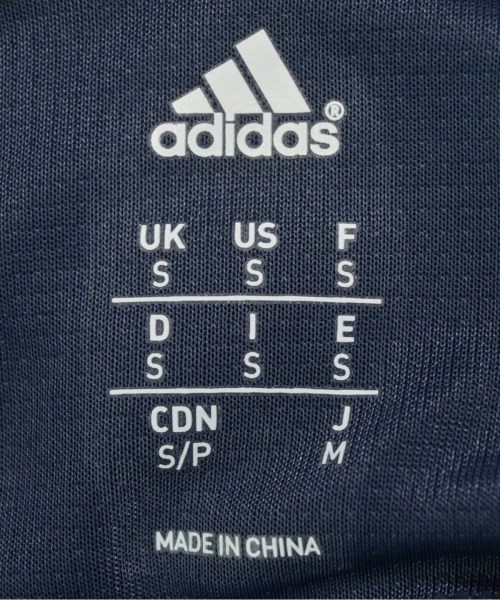 adidas®
UK US F
S S S
D I E
S S S
CDN J
S/P M
MADE IN CHINA